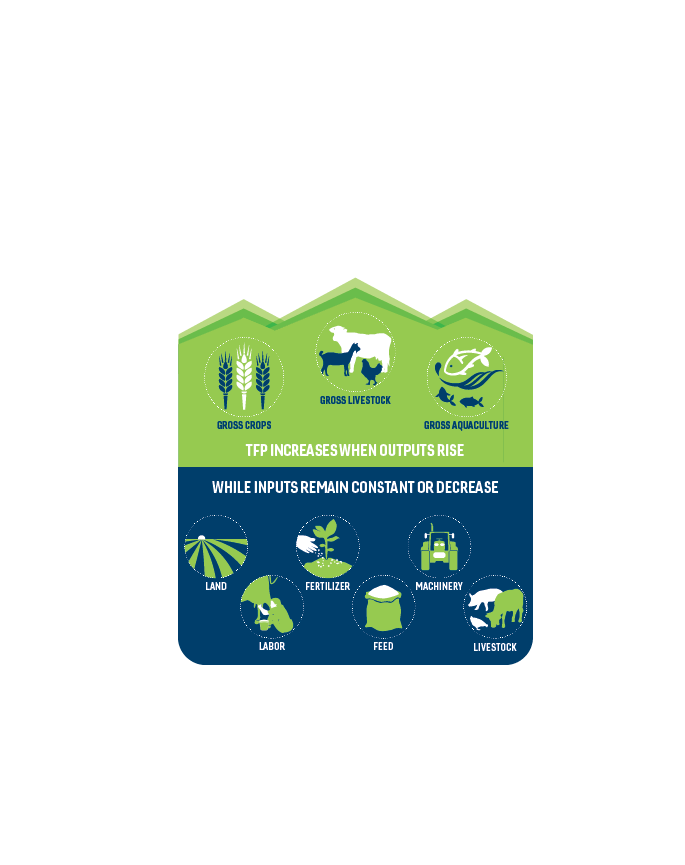 GROSS LIVESTOCK
GROSS CROPS
GROSS AQUACULTURE
TFP INCREASES WHEN OUTPUTS RISE
WHILE INPUTS REMAIN CONSTANT OR DECREASE
LAND
FERTILIZER
MACHINERY
LABOR
FEED
LIVESTOCK